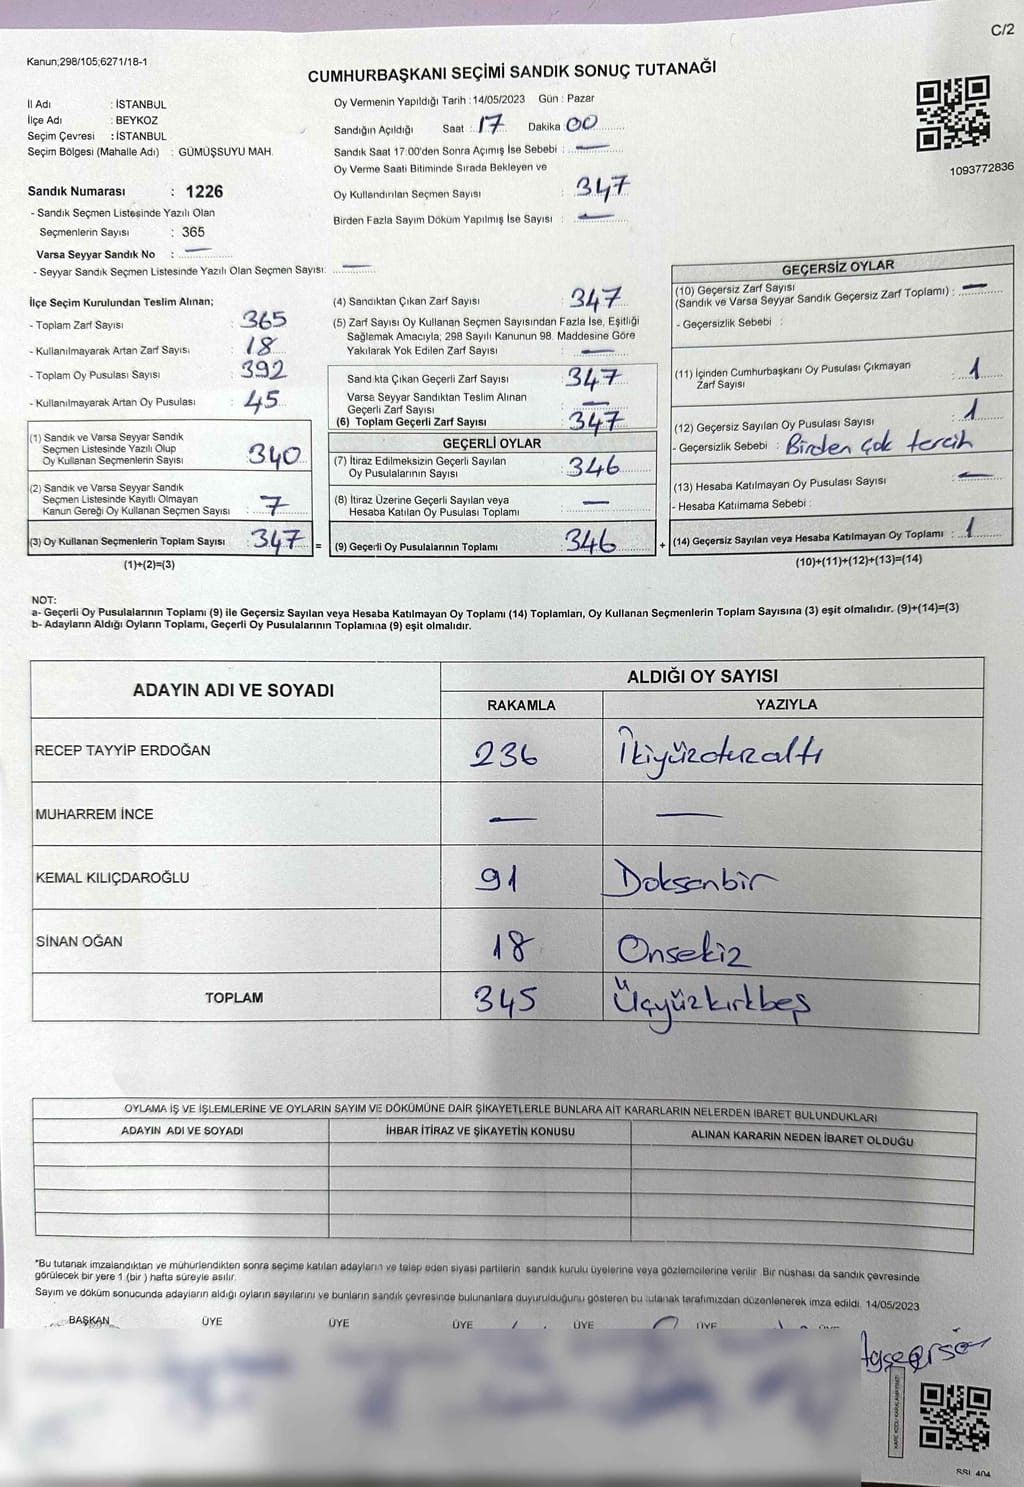 C/2
Kanun;298/105;6271/18-1
CUMHURBAŞKANI SEÇİMİ SANDIK SONUÇ TUTANAĞI
İl Adı : İSTANBUL
İlçe Adı : BEYKOZ
Seçim Çevresi : İSTANBUL
Seçim Bölgesi (Mahalle Adı) : GÜMÜŞSUYU MAH.
Sandık Numarası : 1226
- Sandık Seçmen Listesinde Yazılı Olan
Seçmenlerin Sayısı : 365
Varsa Seyyar Sandık No : —
- Seyyar Sandık Seçmen Listesinde Yazılı Olan Seçmen Sayısı: —
Oy Vermenin Yapıldığı Tarih : 14/05/2023 Gün : Pazar
Sandığın Açıldığı Saat : 17 Dakika : 00
Sandık Saat 17:00'den Sonra Açımış İse Sebebi : —
Oy Verme Saati Bitiminde Sırada Bekleyen ve
Oy Kullandırılan Seçmen Sayısı : 347
Birden Fazla Sayım Döküm Yapılmış İse Sayısı : —
1093772836
İlçe Seçim Kurulundan Teslim Alınan;
- Toplam Zarf Sayısı : 365
- Kullanılmayarak Artan Zarf Sayısı : 18
- Toplam Oy Pusulası Sayısı : 392
- Kullanılmayarak Artan Oy Pusulası : 45
(1) Sandık ve Varsa Seyyar Sandık
Seçmen Listesinde Yazılı Olup
Oy Kullanan Seçmenlerin Sayısı : 340
(2) Sandık ve Varsa Seyyar Sandık
Seçmen Listesinde Kayıtlı Olmayan
Kanun Gereği Oy Kullanan Seçmen Sayısı : 7
(3) Oy Kullanan Seçmenlerin Toplam Sayısı : 347 =
(1)+(2)=(3)
(4) Sandıktan Çıkan Zarf Sayısı : 347
(5) Zarf Sayısı Oy Kullanan Seçmen Sayısından Fazla İse, Eşitliği
Sağlamak Amacıyla; 298 Sayılı Kanunun 98. Maddesine Göre
Yakılarak Yok Edilen Zarf Sayısı : —
Sandıkta Çıkan Geçerli Zarf Sayısı : 347
Varsa Seyyar Sandıktan Teslim Alınan
Geçerli Zarf Sayısı : —
(6) Toplam Geçerli Zarf Sayısı : 347
GEÇERLİ OYLAR
(7) İtiraz Edilmeksizin Geçerli Sayılan
Oy Pusulalarının Sayısı : 346
(8) İtiraz Üzerine Geçerli Sayılan veya
Hesaba Katılan Oy Pusulası Toplamı : —
(9) Geçerli Oy Pusulalarının Toplamı : 346 +
GEÇERSİZ OYLAR
(10) Geçersiz Zarf Sayısı
(Sandık ve Varsa Seyyar Sandık Geçersiz Zarf Toplamı) : —
- Geçersizlik Sebebi :
(11) İçinden Cumhurbaşkanı Oy Pusulası Çıkmayan
Zarf Sayısı : 1
(12) Geçersiz Sayılan Oy Pusulası Sayısı : 1
- Geçersizlik Sebebi : Birden çok tercih
(13) Hesaba Katılmayan Oy Pusulası Sayısı : —
- Hesaba Katılmama Sebebi :
(14) Geçersiz Sayılan veya Hesaba Katılmayan Oy Toplamı : 1
(10)+(11)+(12)+(13)=(14)
NOT:
a- Geçerli Oy Pusulalarının Toplamı (9) ile Geçersiz Sayılan veya Hesaba Katılmayan Oy Toplamı (14) Toplamları, Oy Kullanan Seçmenlerin Toplam Sayısına (3) eşit olmalıdır. (9)+(14)=(3)
b- Adayların Aldığı Oyların Toplamı, Geçerli Oy Pusulalarının Toplamına (9) eşit olmalıdır.
ADAYIN ADI VE SOYADI
ALDIĞI OY SAYISI
RAKAMLA YAZIYLA
RECEP TAYYİP ERDOĞAN 236 İkiyüzotuzaltı
MUHARREM İNCE — —
KEMAL KILIÇDAROĞLU 91 Doksanbir
SİNAN OĞAN 18 Onsekiz
TOPLAM 345 Üçyüzkırkbeş
OYLAMA İŞ VE İŞLEMLERİNE VE OYLARIN SAYIM VE DÖKÜMÜNE DAİR ŞİKAYETLERLE BUNLARA AİT KARARLARIN NELERDEN İBARET BULUNDUKLARI
ADAYIN ADI VE SOYADI İHBAR İTİRAZ VE ŞİKAYETİN KONUSU ALINAN KARARIN NEDEN İBARET OLDUĞU
*Bu tutanak imzalandıktan ve mühürlendikten sonra seçime katılan adayların ve talep eden siyasi partilerin sandık kurulu üyelerine veya gözlemcilerine verilir. Bir nüshası da sandık çevresinde
görülecek bir yere 1 (bir) hafta süreyle asılır.
Sayım ve döküm sonucunda adayların aldığı oyların sayılarını ve bunların sandık çevresinde bulunanlara duyurulduğunu gösteren bu tutanak tarafımızdan düzenlenerek imza edildi. 14/05/2023
BAŞKAN ÜYE ÜYE ÜYE ÜYE ÜYE